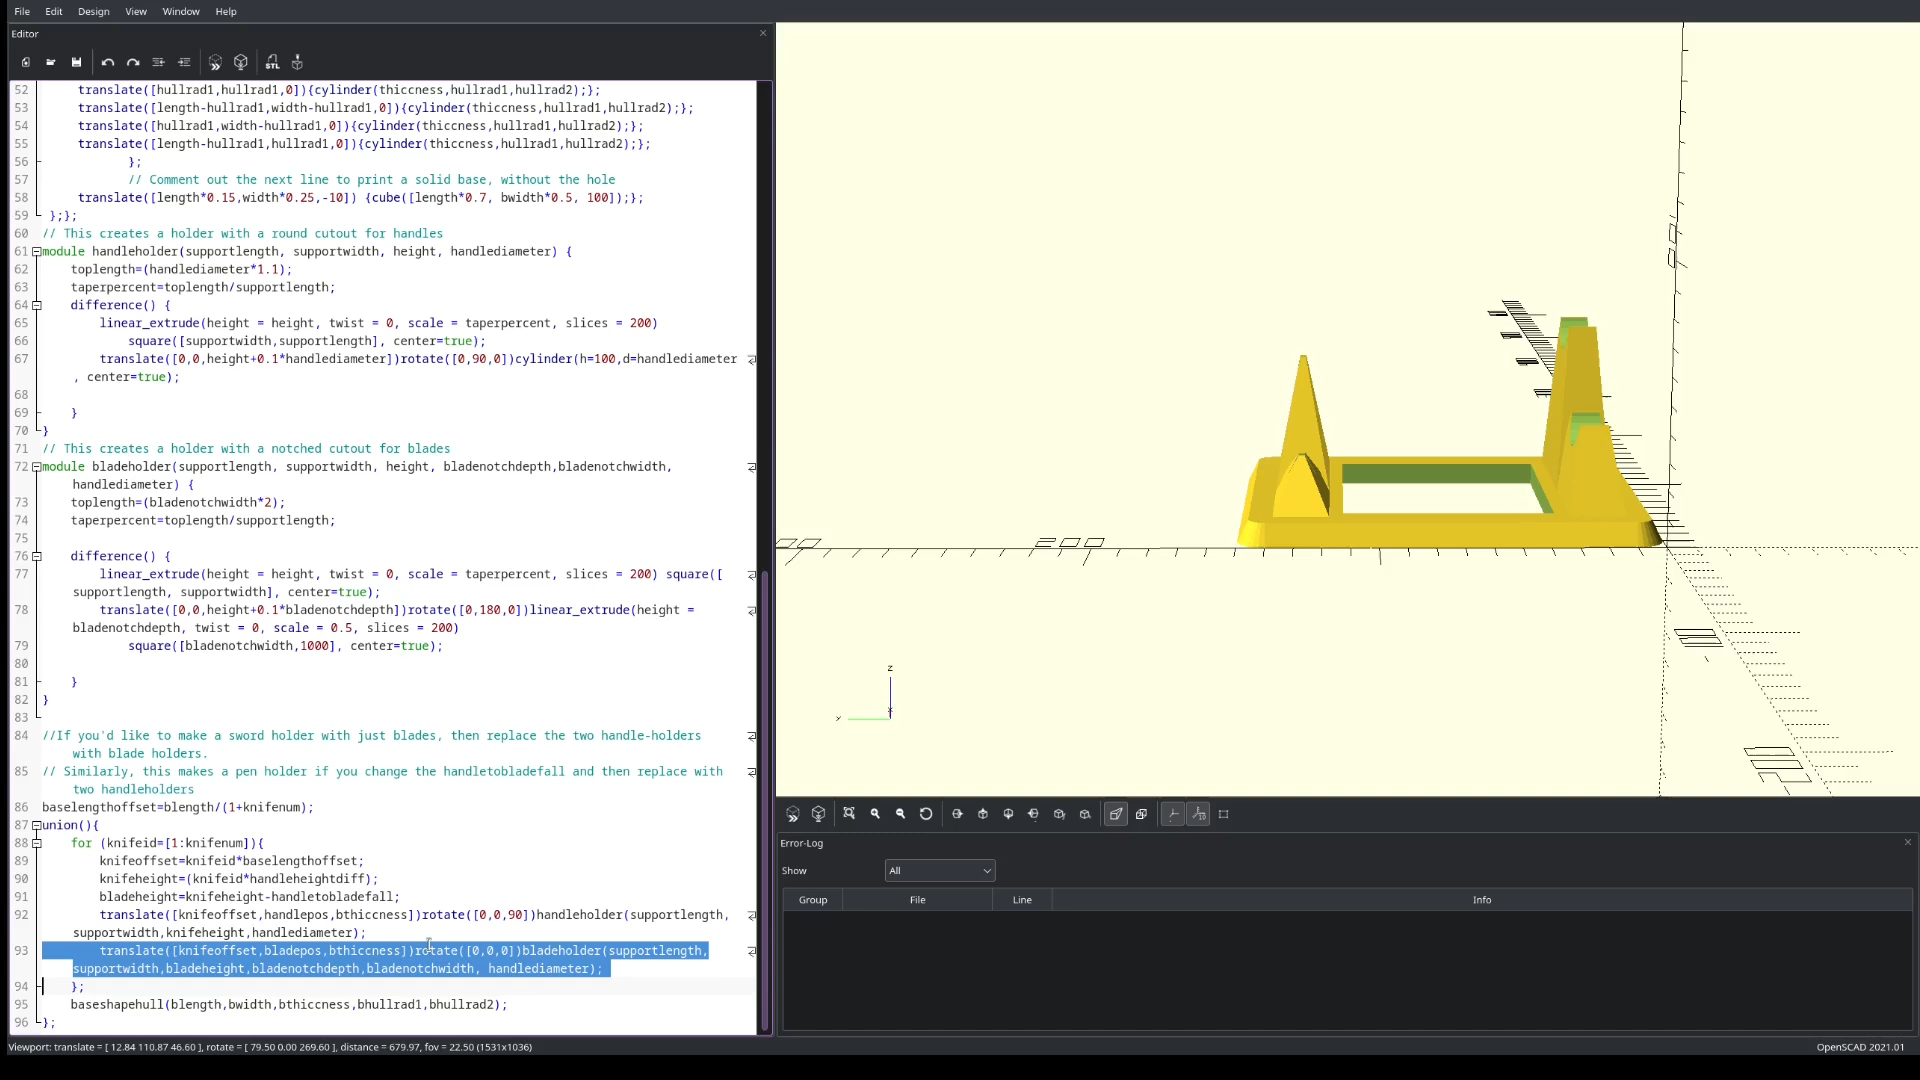 File Edit Design View Window Help
Editor
52 translate([hullrad1,hullrad1,0]){cylinder(thiccness,hullrad1,hullrad2);};
53 translate([length-hullrad1,width-hullrad1,0]){cylinder(thiccness,hullrad1,hullrad2);};
54 translate([hullrad1,width-hullrad1,0]){cylinder(thiccness,hullrad1,hullrad2);};
55 translate([length-hullrad1,hullrad1,0]){cylinder(thiccness,hullrad1,hullrad2);};
56 };
57 // Comment out the next line to print a solid base, without the hole
58 translate([length*0.15,width*0.25,-10]) {cube([length*0.7, bwidth*0.5, 100]);};
59 };};
60 // This creates a holder with a round cutout for handles
61 module handleholder(supportlength, supportwidth, height, handlediameter) {
62 toplength=(handlediameter*1.1);
63 taperpercent=toplength/supportlength;
64 difference() {
65 linear_extrude(height = height, twist = 0, scale = taperpercent, slices = 200)
66 square([supportwidth,supportlength], center=true);
67 translate([0,0,height+0.1*handlediameter])rotate([0,90,0])cylinder(h=100,d=handlediameter
, center=true);
68
69 }
70 }
71 // This creates a holder with a notched cutout for blades
72 module bladeholder(supportlength, supportwidth, height, bladenotchdepth,bladenotchwidth,
handlediameter) {
73 toplength=(bladenotchwidth*2);
74 taperpercent=toplength/supportlength;
75
76 difference() {
77 linear_extrude(height = height, twist = 0, scale = taperpercent, slices = 200) square([
supportlength, supportwidth], center=true);
78 translate([0,0,height+0.1*bladenotchdepth])rotate([0,180,0])linear_extrude(height =
bladenotchdepth, twist = 0, scale = 0.5, slices = 200)
79 square([bladenotchwidth,1000], center=true);
80
81 }
82 }
83
84 //If you'd like to make a sword holder with just blades, then replace the two handle-holders
with blade holders.
85 // Similarly, this makes a pen holder if you change the handletobladefall and then replace with
two handleholders
86 baselengthoffset=blength/(1+knifenum);
87 union(){
88 for (knifeid=[1:knifenum]){
89 knifeoffset=knifeid*baselengthoffset;
90 knifeheight=(knifeid*handleheightdiff);
91 bladeheight=knifeheight-handletobladefall;
92 translate([knifeoffset,handlepos,bthiccness])rotate([0,0,90])handleholder(supportlength,
supportwidth,knifeheight,handlediameter);
93 translate([knifeoffset,bladepos,bthiccness])rotate([0,0,0])bladeholder(supportlength,
supportwidth,bladeheight,bladenotchdepth,bladenotchwidth, handlediameter);
94 };
95 baseshapehull(blength,bwidth,bthiccness,bhullrad1,bhullrad2);
96 };
STL
z
y
x
Error-Log
Show All
Group File Line Info
Viewport: translate = [ 12.84 110.87 46.60 ], rotate = [ 79.50 0.00 269.60 ], distance = 679.97, fov = 22.50 (1531x1036)
OpenSCAD 2021.01